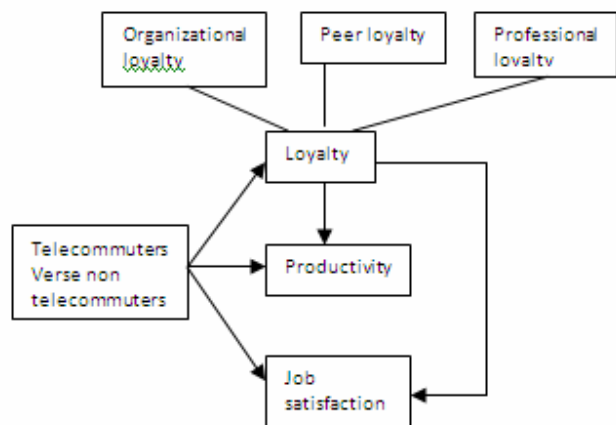 Organizational
loyalty
Peer loyalty
Professional
loyalty
Loyalty
Telecommuters
Verse non
telecommuters
Productivity
Job
satisfaction